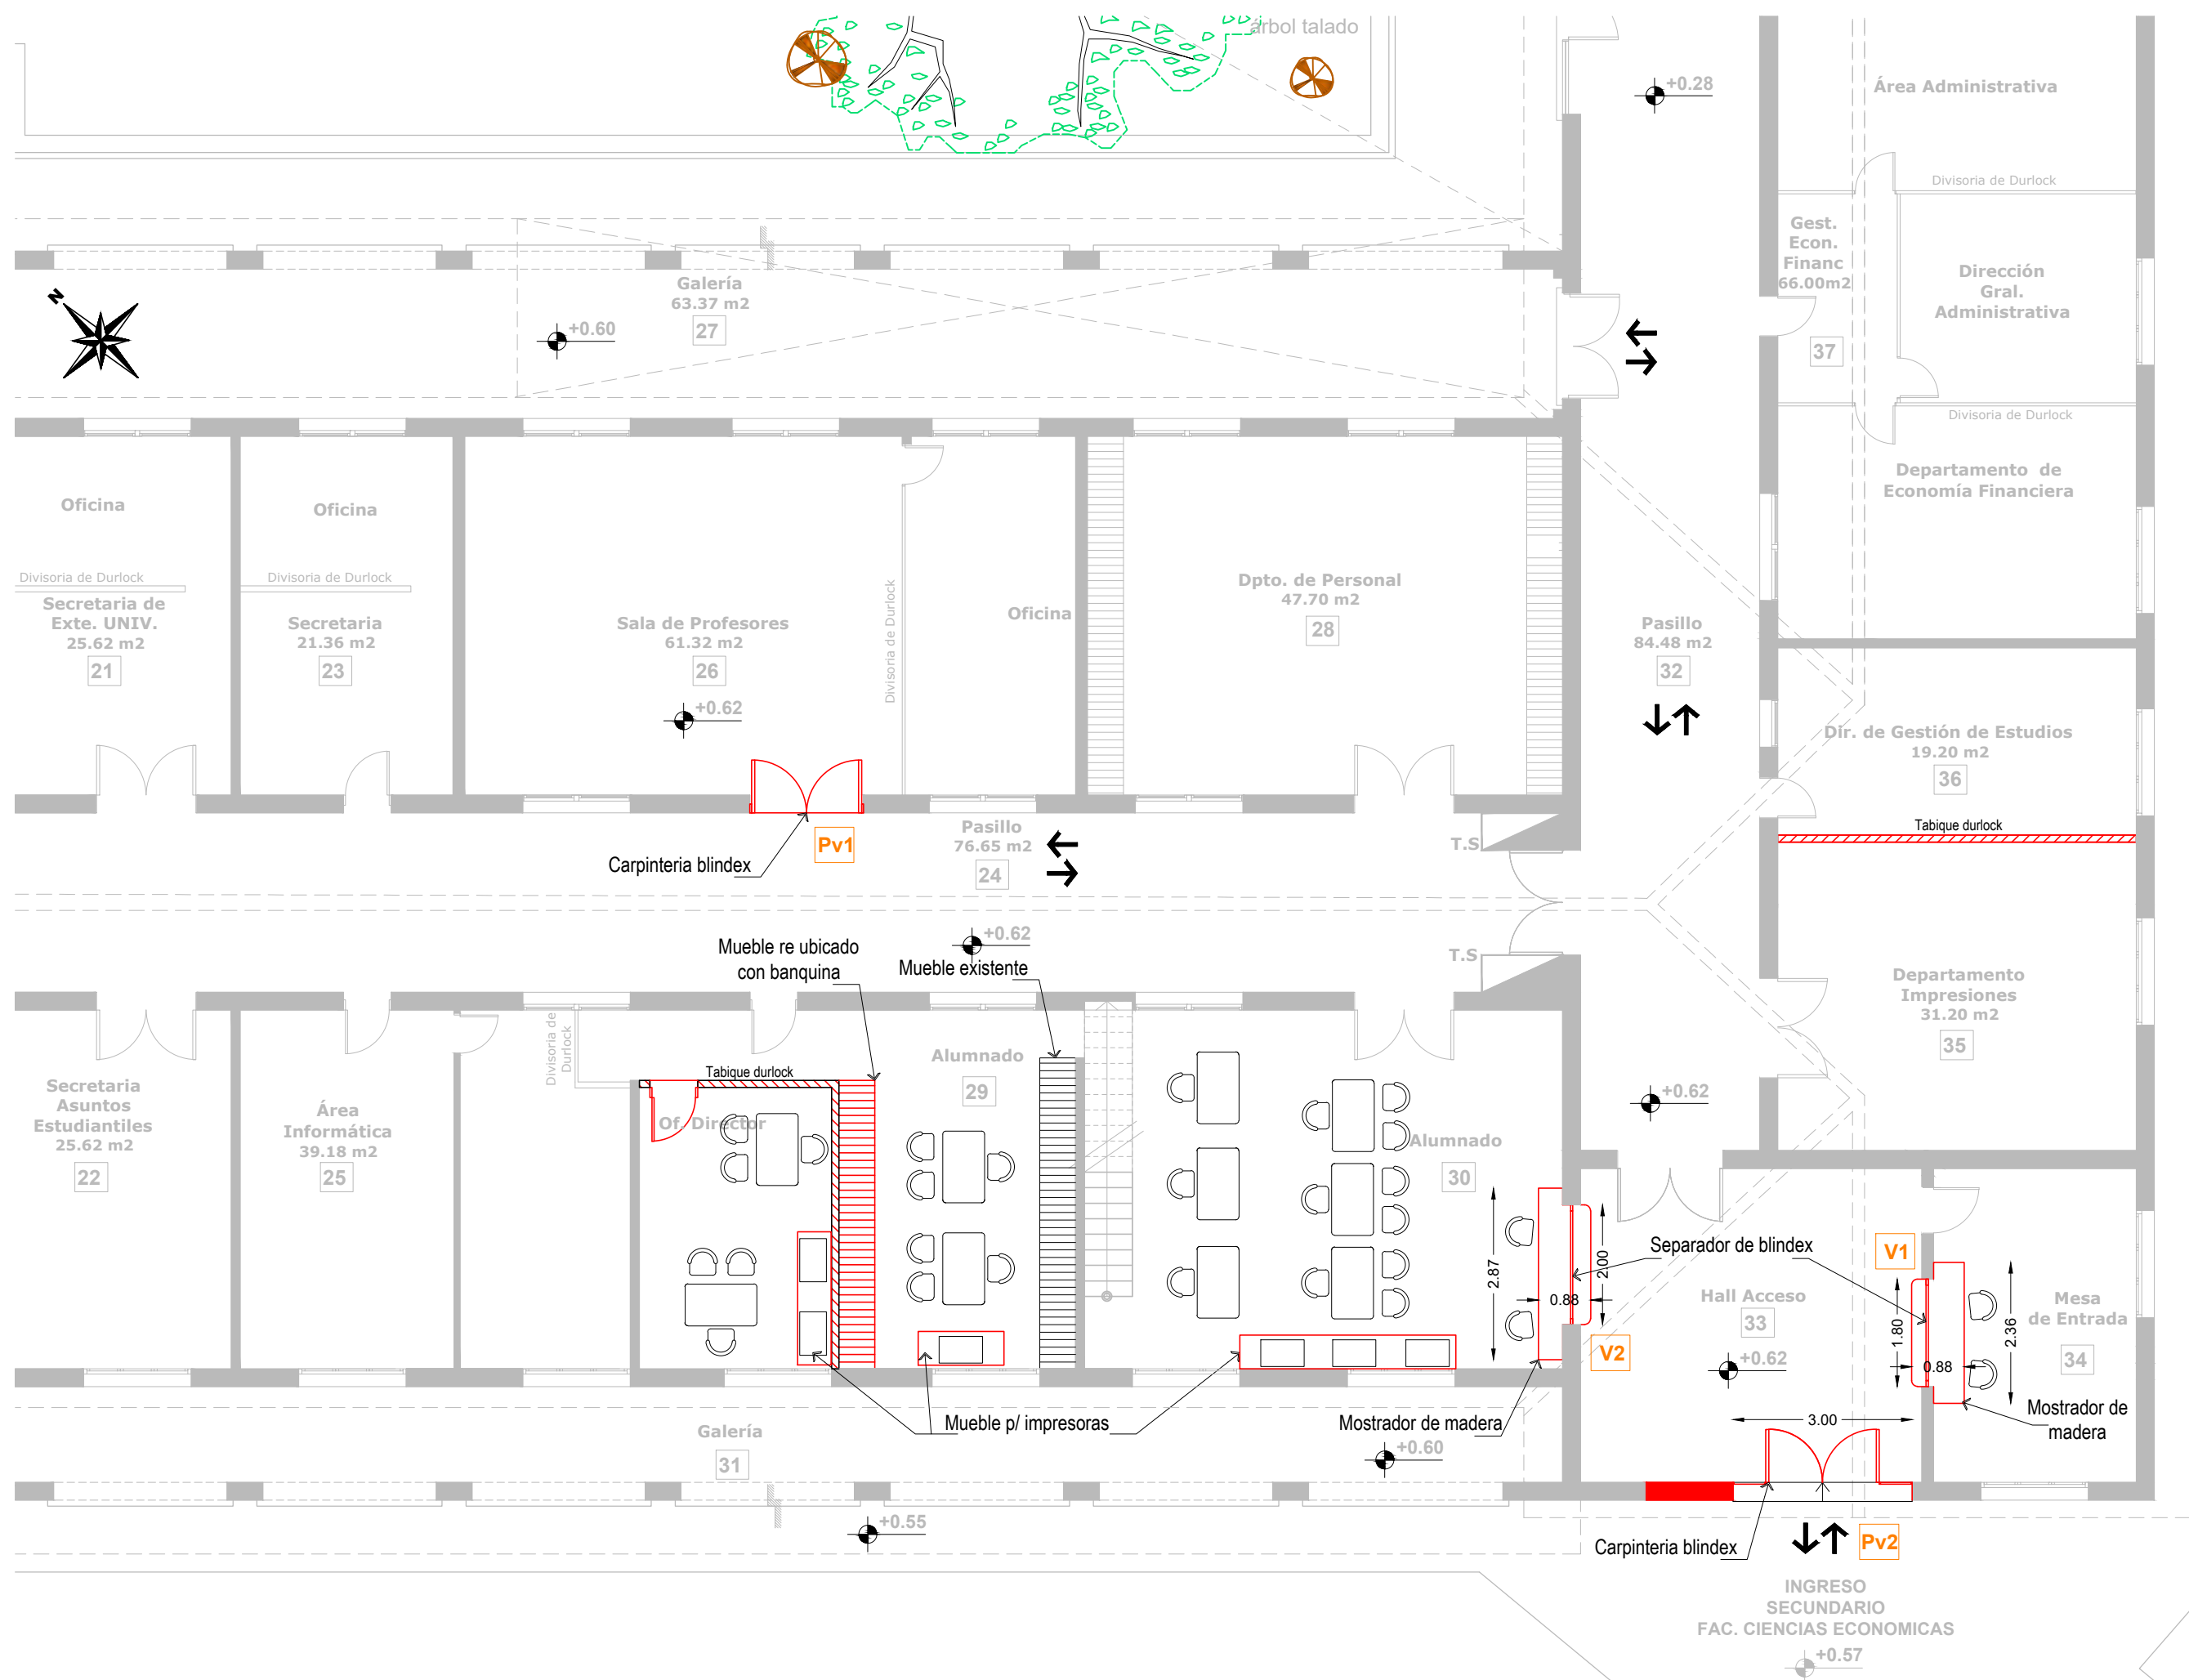 árbol talado
+0.28
Área Administrativa
Divisoria de Durlock
Gest.
Econ.
Financ
66.00m2
37
Dirección
Gral.
Administrativa
Divisoria de Durlock
Departamento de
Economía Financiera
N
Galería
63.37 m2
27
+0.60
Oficina
Divisoria de Durlock
Secretaria de
Exte. UNIV.
25.62 m2
21
Oficina
Divisoria de Durlock
Secretaria
21.36 m2
23
Sala de Profesores
61.32 m2
26
+0.62
Divisoria de Durlock
Oficina
Dpto. de Personal
47.70 m2
28
Pasillo
84.48 m2
32
Dir. de Gestión de Estudios
19.20 m2
36
Tabique durlock
Pv1
Carpinteria blindex
Pasillo
76.65 m2
24
T.S
+0.62
T.S
Mueble re ubicado
con banquina
Mueble existente
Departamento
Impresiones
31.20 m2
35
+0.62
Secretaria
Asuntos
Estudiantiles
25.62 m2
22
Área
Informática
39.18 m2
25
Divisoria de
Durlock
Tabique durlock
Of. Director
Alumnado
29
Alumnado
30
2.87
0.88
2.00
Separador de blindex
V1
V2
Hall Acceso
33
+0.62
1.80
0.88
2.36
Mesa
de Entrada
34
Mostrador de
madera
3.00
Galería
31
Mueble p/ impresoras
Mostrador de madera
+0.60
+0.55
Carpinteria blindex
Pv2
INGRESO
SECUNDARIO
FAC. CIENCIAS ECONOMICAS
+0.57